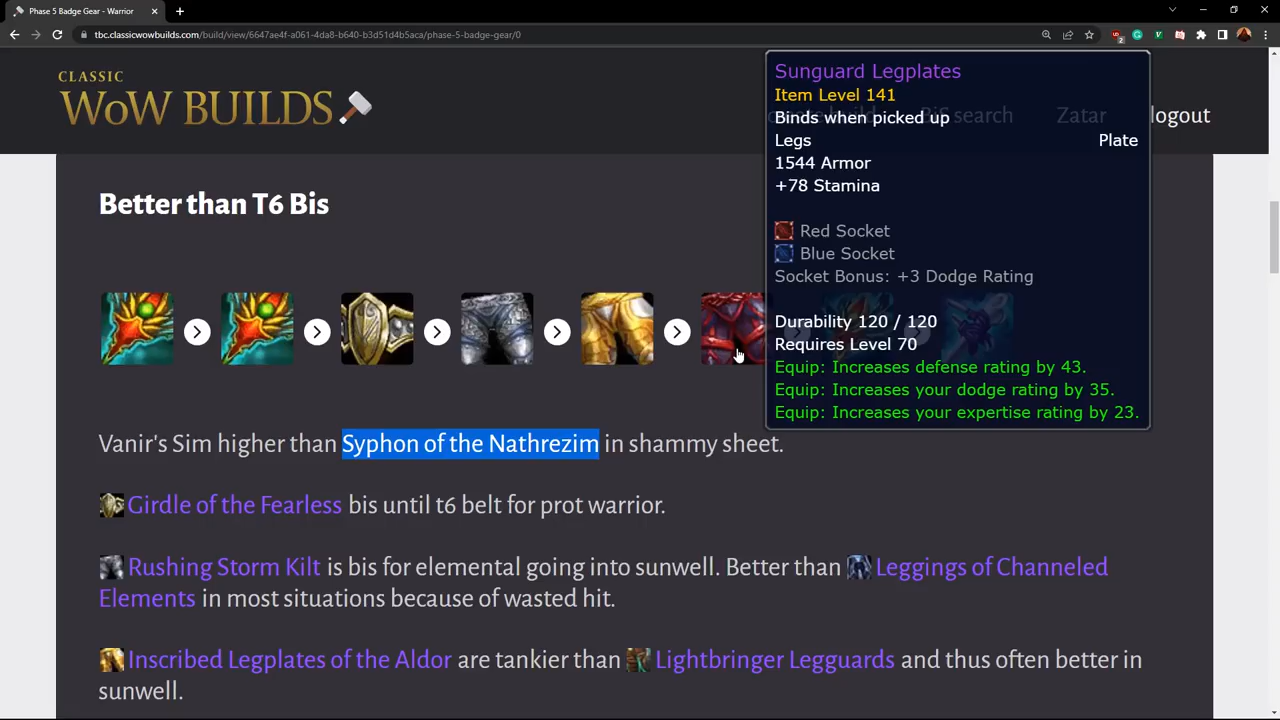 Phase 5 Badge Gear - Warrior
tbc.classicwowbuilds.com/build/view/6647ae4f-a061-4da8-b640-b3d51d4b5aca/phase-5-badge-gear/0
CLASSIC
WoW BUILDS
BiS search
Zatar
logout
Sunguard Legplates
Item Level 141
Binds when picked up
Legs Plate
1544 Armor
+78 Stamina
Red Socket
Blue Socket
Socket Bonus: +3 Dodge Rating
Durability 120 / 120
Requires Level 70
Equip: Increases defense rating by 43.
Equip: Increases your dodge rating by 35.
Equip: Increases your expertise rating by 23.
Better than T6 Bis
Vanir's Sim higher than Syphon of the Nathrezim in shammy sheet.
Girdle of the Fearless bis until t6 belt for prot warrior.
Rushing Storm Kilt is bis for elemental going into sunwell. Better than Leggings of Channeled
Elements in most situations because of wasted hit.
Inscribed Legplates of the Aldor are tankier than Lightbringer Legguards and thus often better in
sunwell.